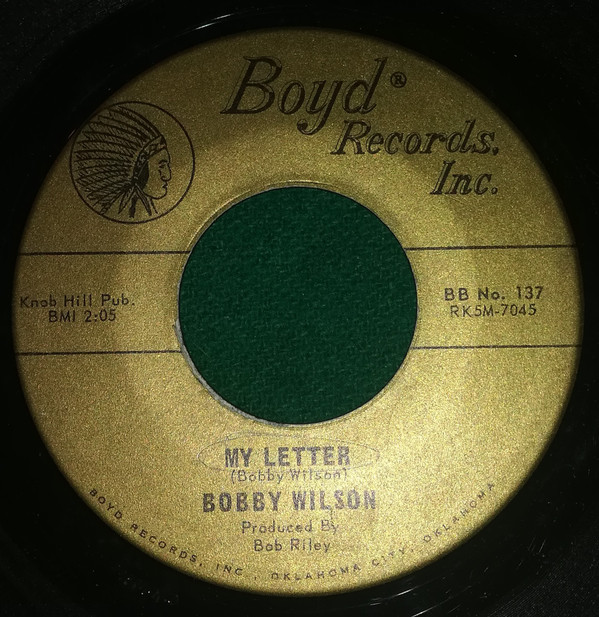 Boyd®
Records,
Inc.
Knob Hill Pub.
BMI 2:05
BB No. 137
RK5M-7045
MY LETTER
(Bobby Wilson)
BOBBY WILSON
Produced By
Bob Riley
BOYD RECORDS, INC., OKLAHOMA CITY, OKLAHOMA